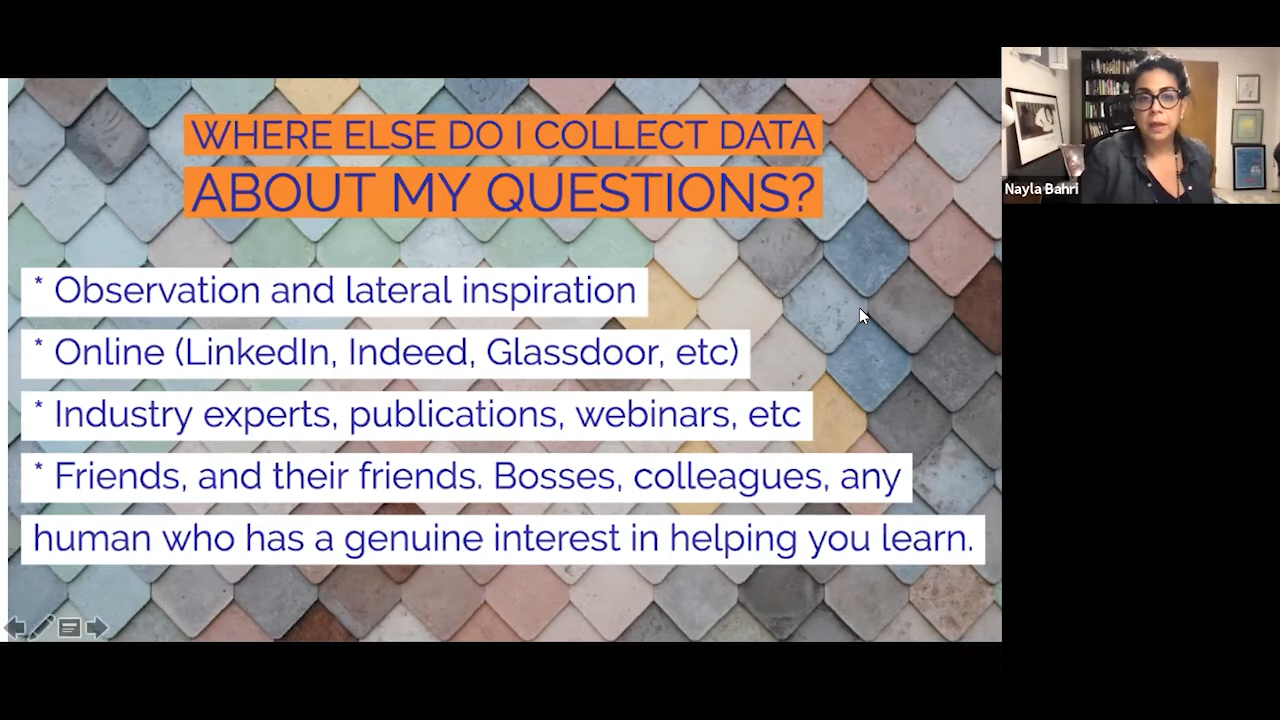 WHERE ELSE DO I COLLECT DATA
ABOUT MY QUESTIONS?
* Observation and lateral inspiration
* Online (LinkedIn, Indeed, Glassdoor, etc)
* Industry experts, publications, webinars, etc
* Friends, and their friends. Bosses, colleagues, any
human who has a genuine interest in helping you learn.
Nayla Bahri